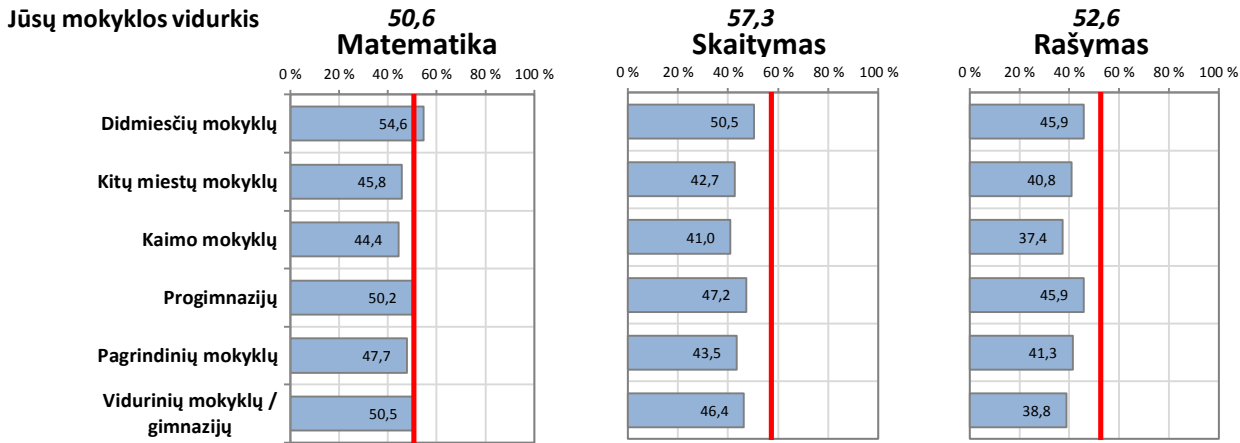 Jūsų mokyklos vidurkis 50,6 57,3 52,6
Matematika Skaitymas Rašymas
0 % 20 % 40 % 60 % 80 % 100 % 0 % 20 % 40 % 60 % 80 % 100 % 0 % 20 % 40 % 60 % 80 % 100 %
Didmiesčių mokyklų 54,6 50,5 45,9
Kitų miestų mokyklų 45,8 42,7 40,8
Kaimo mokyklų 44,4 41,0 37,4
Progimnazijų 50,2 47,2 45,9
Pagrindinių mokyklų 47,7 43,5 41,3
Vidurinių mokyklų /
gimnazijų 50,5 46,4 38,8